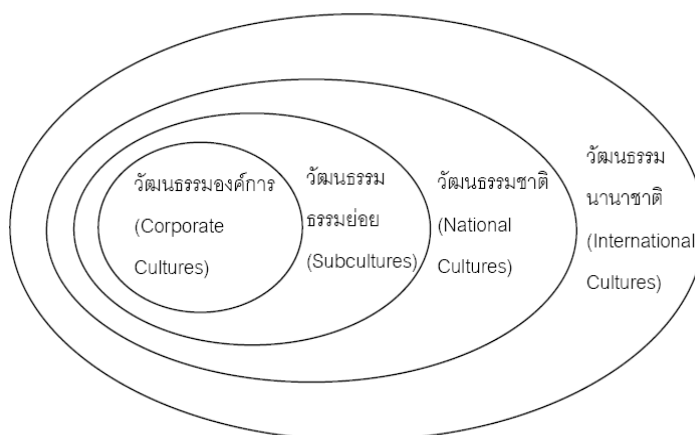 วัฒนธรรมองค์การ
(Corporate
Cultures)
วัฒนธรรม
ธรรมย่อย
(Subcultures)
วัฒนธรรมชาติ
(National
Cultures)
วัฒนธรรม
นานาชาติ
(International
Cultures)